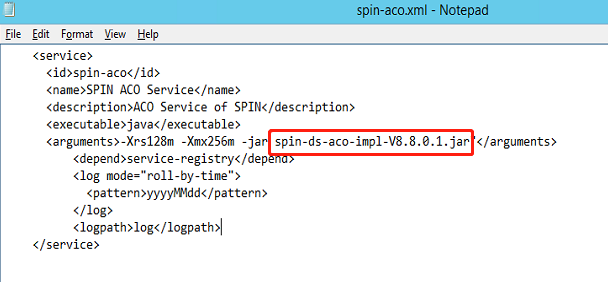 spin-aco.xml - Notepad
File Edit Format View Help
<service>
<id>spin-aco</id>
<name>SPIN ACO Service</name>
<description>ACO Service of SPIN</description>
<executable>java</executable>
<arguments>-Xrs128m -Xmx256m -jar spin-ds-aco-impl-V8.8.0.1.jar"</arguments>
<depend>service-registry</depend>
<log mode="roll-by-time">
<pattern>yyyyMMdd</pattern>
</log>
<logpath>log</logpath>
</service>